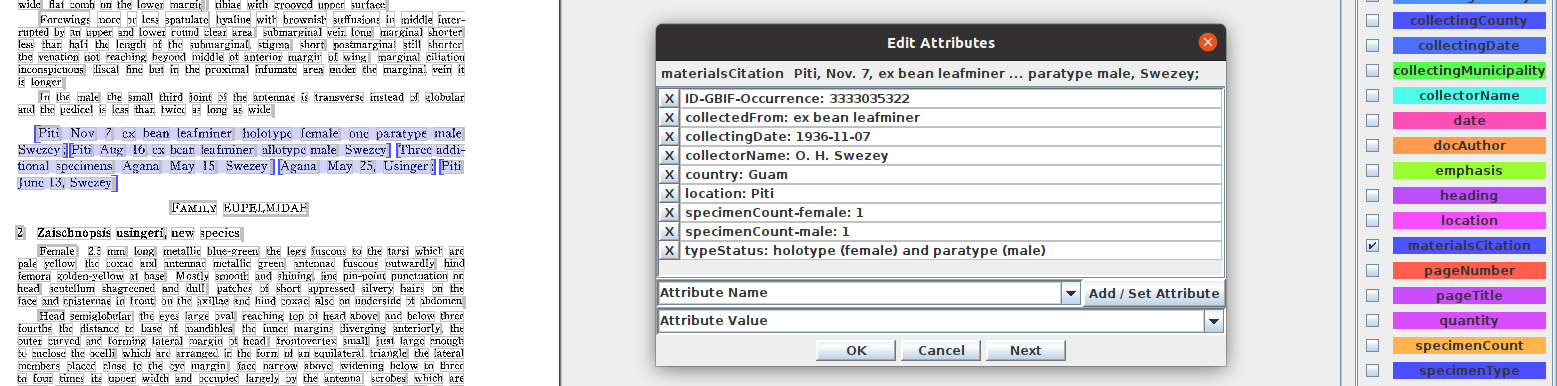 wide flat comb on the lower margin tibiae with grooved upper surface
Forewings more or less spatulate hyaline with brownish suffusions in middle inter-
rupted by an upper and lower round clear area submarginal vein long marginal shorter
less than half the length of the submarginal, stigma short postmarginal still shorter
the venation not reaching beyond middle of anterior margin of wing marginal ciliation
inconspicuous discal fine but in the proximal infumate area under the marginal vein it
is longer
In the male the small third joint of the antennae is transverse instead of globular
and the pedicel is less than twice as long as wide
Piti Nov 7 ex bean leafminer holotype female one paratype male
Swezey; Piti Aug 16 ex bean leafminer allotype male Swezey Three addi-
tional specimens Agana May 15 Swezey Agana May 25, Usinger; Piti
June 13, Swezey
FAMILY EUPELMIDAE
2 Zaischnopsis usingeri, new species
Female 2.5 mm long metallic blue-green the legs fuscous to the tarsi which are
pale yellow the coxae and antennae metallic green antennae fuscous outwardly hind
femora golden-yellow at base Mostly smooth and shining, fine pin-point punctuation on
head scutellum shagreened and dull patches of short appressed silvery hairs on the
face and episternae in front on the axillae and hind coxae also on underside of abdomen
Head semiglobular the eyes large oval reaching top of head above and below three
fourths the distance to base of mandibles the inner margins diverging anteriorly, the
outer curved and forming lateral margin of head frontovertex small just large enough
to enclose the ocelli which are arranged in the form of an equilateral triangle the lateral
members placed close to the eye margin face narrow above widening below to three
to four times its upper width and occupied largely by the antennal scrobes which are
Edit Attributes
materialsCitation Piti, Nov. 7, ex bean leafminer ... paratype male, Swezey;
X ID-GBIF-Occurrence: 3333035322
X collectedFrom: ex bean leafminer
X collectingDate: 1936-11-07
X collectorName: O. H. Swezey
X country: Guam
X location: Piti
X specimenCount-female: 1
X specimenCount-male: 1
X typeStatus: holotype (female) and paratype (male)
Attribute Name
Add / Set Attribute
Attribute Value
OK Cancel Next
collectingCounty
collectingDate
collectingMunicipality
collectorName
date
docAuthor
emphasis
heading
location
materialsCitation
pageNumber
pageTitle
quantity
specimenCount
specimenType